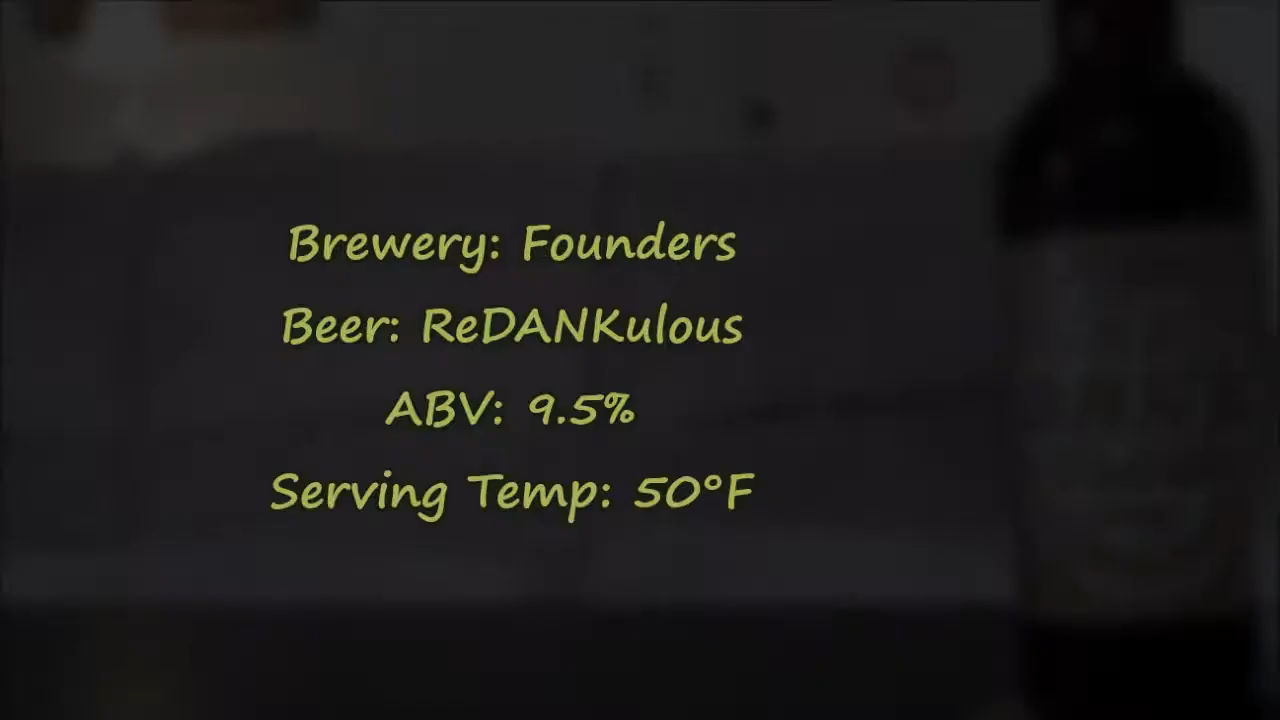 Brewery: Founders
Beer: ReDANKulous
ABV: 9.5%
Serving Temp: 50°F